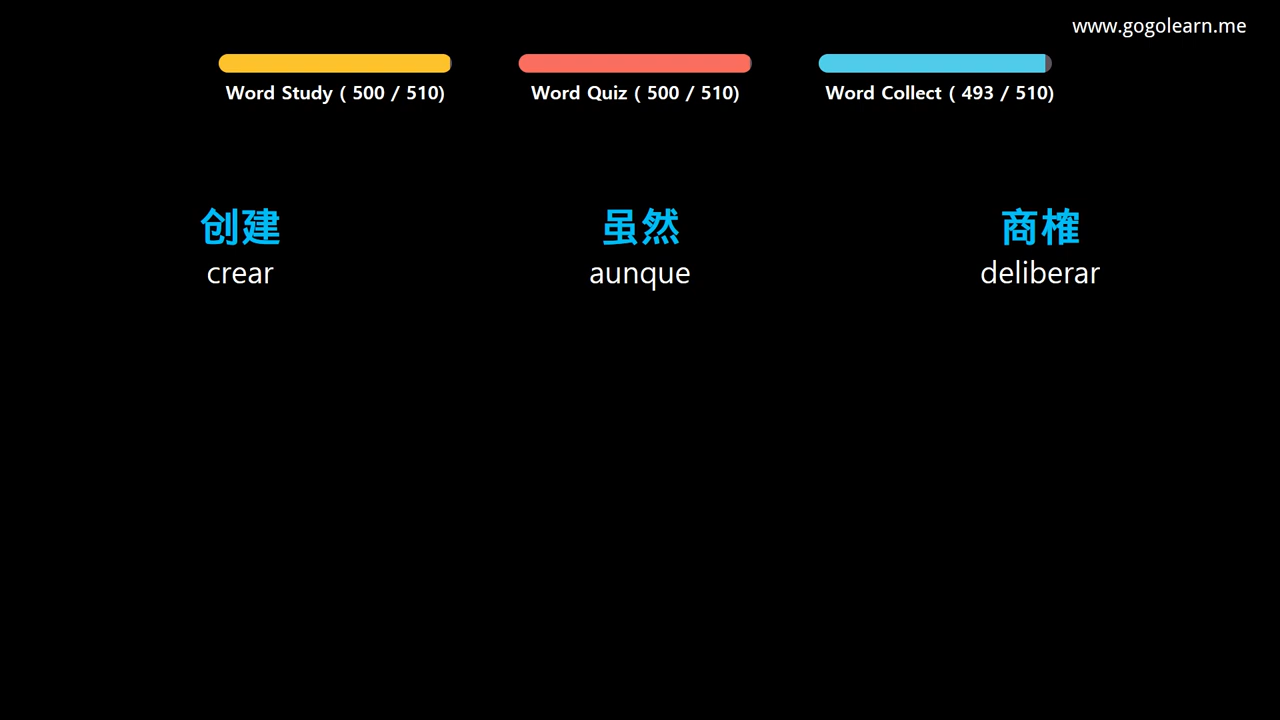 www.gogolearn.me
Word Study ( 500 / 510)
Word Quiz ( 500 / 510)
Word Collect ( 493 / 510)
创建
crear
虽然
aunque
商榷
deliberar